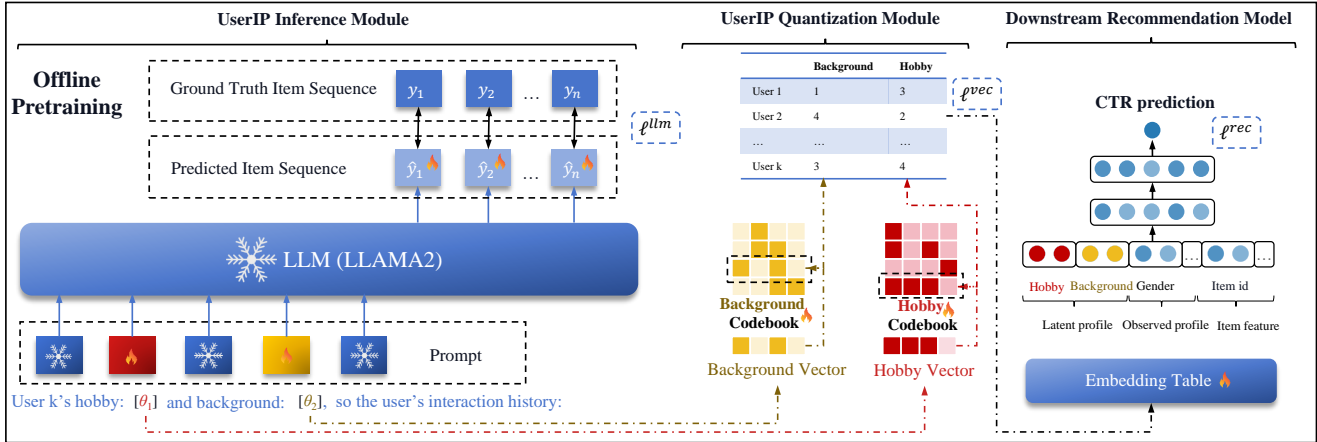 UserIP Inference Module
Offline
Pretraining
Ground Truth Item Sequence
y₁ y₂ … yₙ
ℓˡˡᵐ
Predicted Item Sequence
ŷ₁ ŷ₂ … ŷₙ
LLM (LLAMA2)
Prompt
User k's hobby: [θ₁] and background: [θ₂], so the user's interaction history:
UserIP Quantization Module
Background Hobby
User 1 1 3
User 2 4 2
… … …
User k 3 4
ℓᵛᵉᶜ
Background
Codebook
Hobby
Codebook
Background Vector
Hobby Vector
Downstream Recommendation Model
CTR prediction
ℓʳᵉᶜ
… …
Hobby Background Gender Item id
Latent profile Observed profile Item feature
Embedding Table